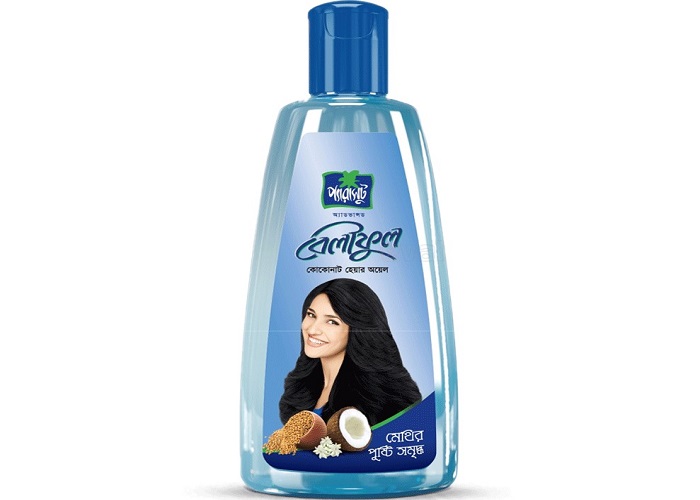 প্যারাসুট
অ্যাডভান্সড
বেলীফুল
কোকোনাট হেয়ার অয়েল
মেথির
পুষ্টি সমৃদ্ধ